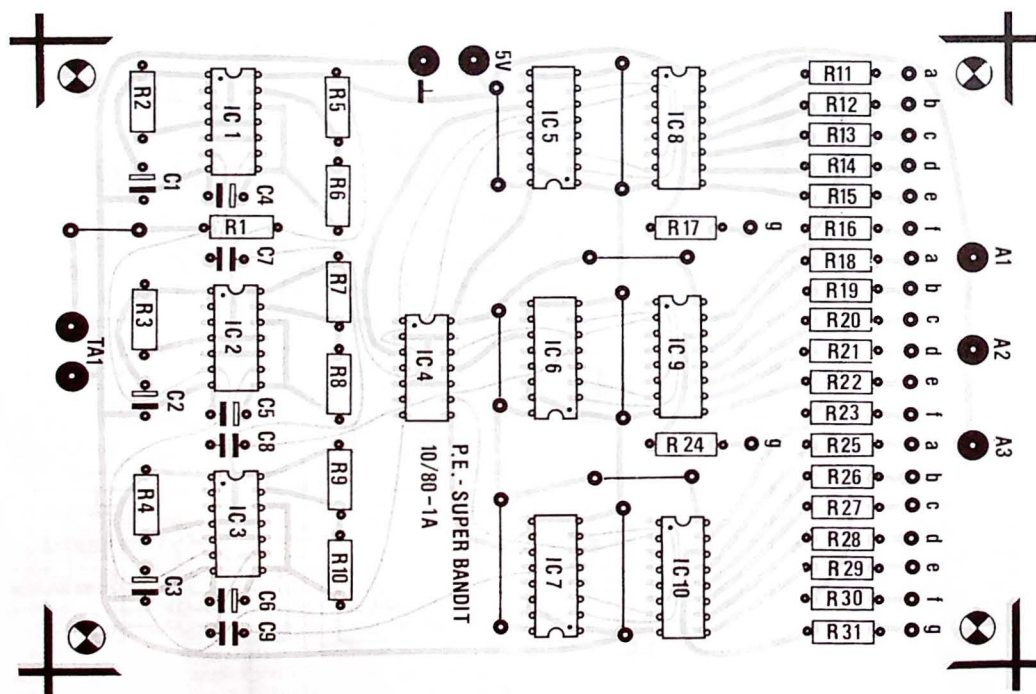 R2
IC 1
R5
5V
IC 5
IC 8
R11
a
R12
b
R13
c
R14
d
R15
e
C1
C4
R6
R1
R17
g
R16
f
C7
R18
a
A1
R3
R7
R19
b
IC 2
IC 4
IC 6
IC 9
R20
c
TA1
R21
d
A2
R8
R22
e
C2
C5
R23
f
C8
R 24
g
R25
a
A3
R4
IC 3
R9
P.E. - SUPER BANDIT
10/80 - 1A
R26
b
R27
c
R28
d
C3
R10
IC 7
IC 10
R29
e
C6
R30
f
C9
R31
g